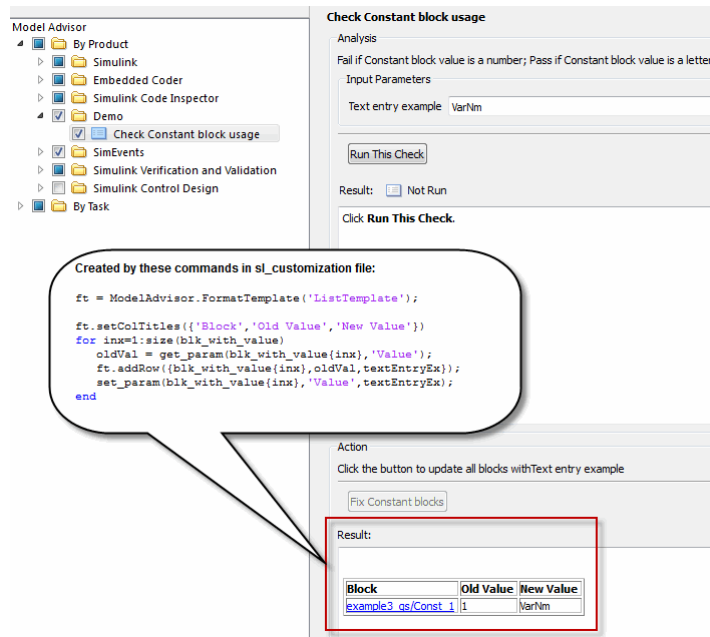 Model Advisor
By Product
Simulink
Embedded Coder
Simulink Code Inspector
Demo
Check Constant block usage
SimEvents
Simulink Verification and Validation
Simulink Control Design
By Task
Check Constant block usage
Analysis
Fail if Constant block value is a number; Pass if Constant block value is a letter
Input Parameters
Text entry example VarNm
Run This Check
Result: Not Run
Click Run This Check.
Created by these commands in sl_customization file:
ft = ModelAdvisor.FormatTemplate('ListTemplate');
ft.setColTitles({'Block','Old Value','New Value'})
for inx=1:size(blk_with_value)
oldVal = get_param(blk_with_value{inx},'Value');
ft.addRow({blk_with_value{inx},oldVal,textEntryEx});
set_param(blk_with_value{inx},'Value',textEntryEx);
end
Action
Click the button to update all blocks withText entry example
Fix Constant blocks
Result:
Block Old Value New Value
example3_qs/Const_1 1 VarNm